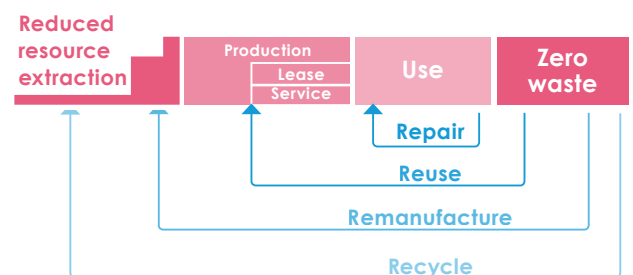 Reduced
resource
extraction
Production
Lease
Service
Use
Zero
waste
Repair
Reuse
Remanufacture
Recycle